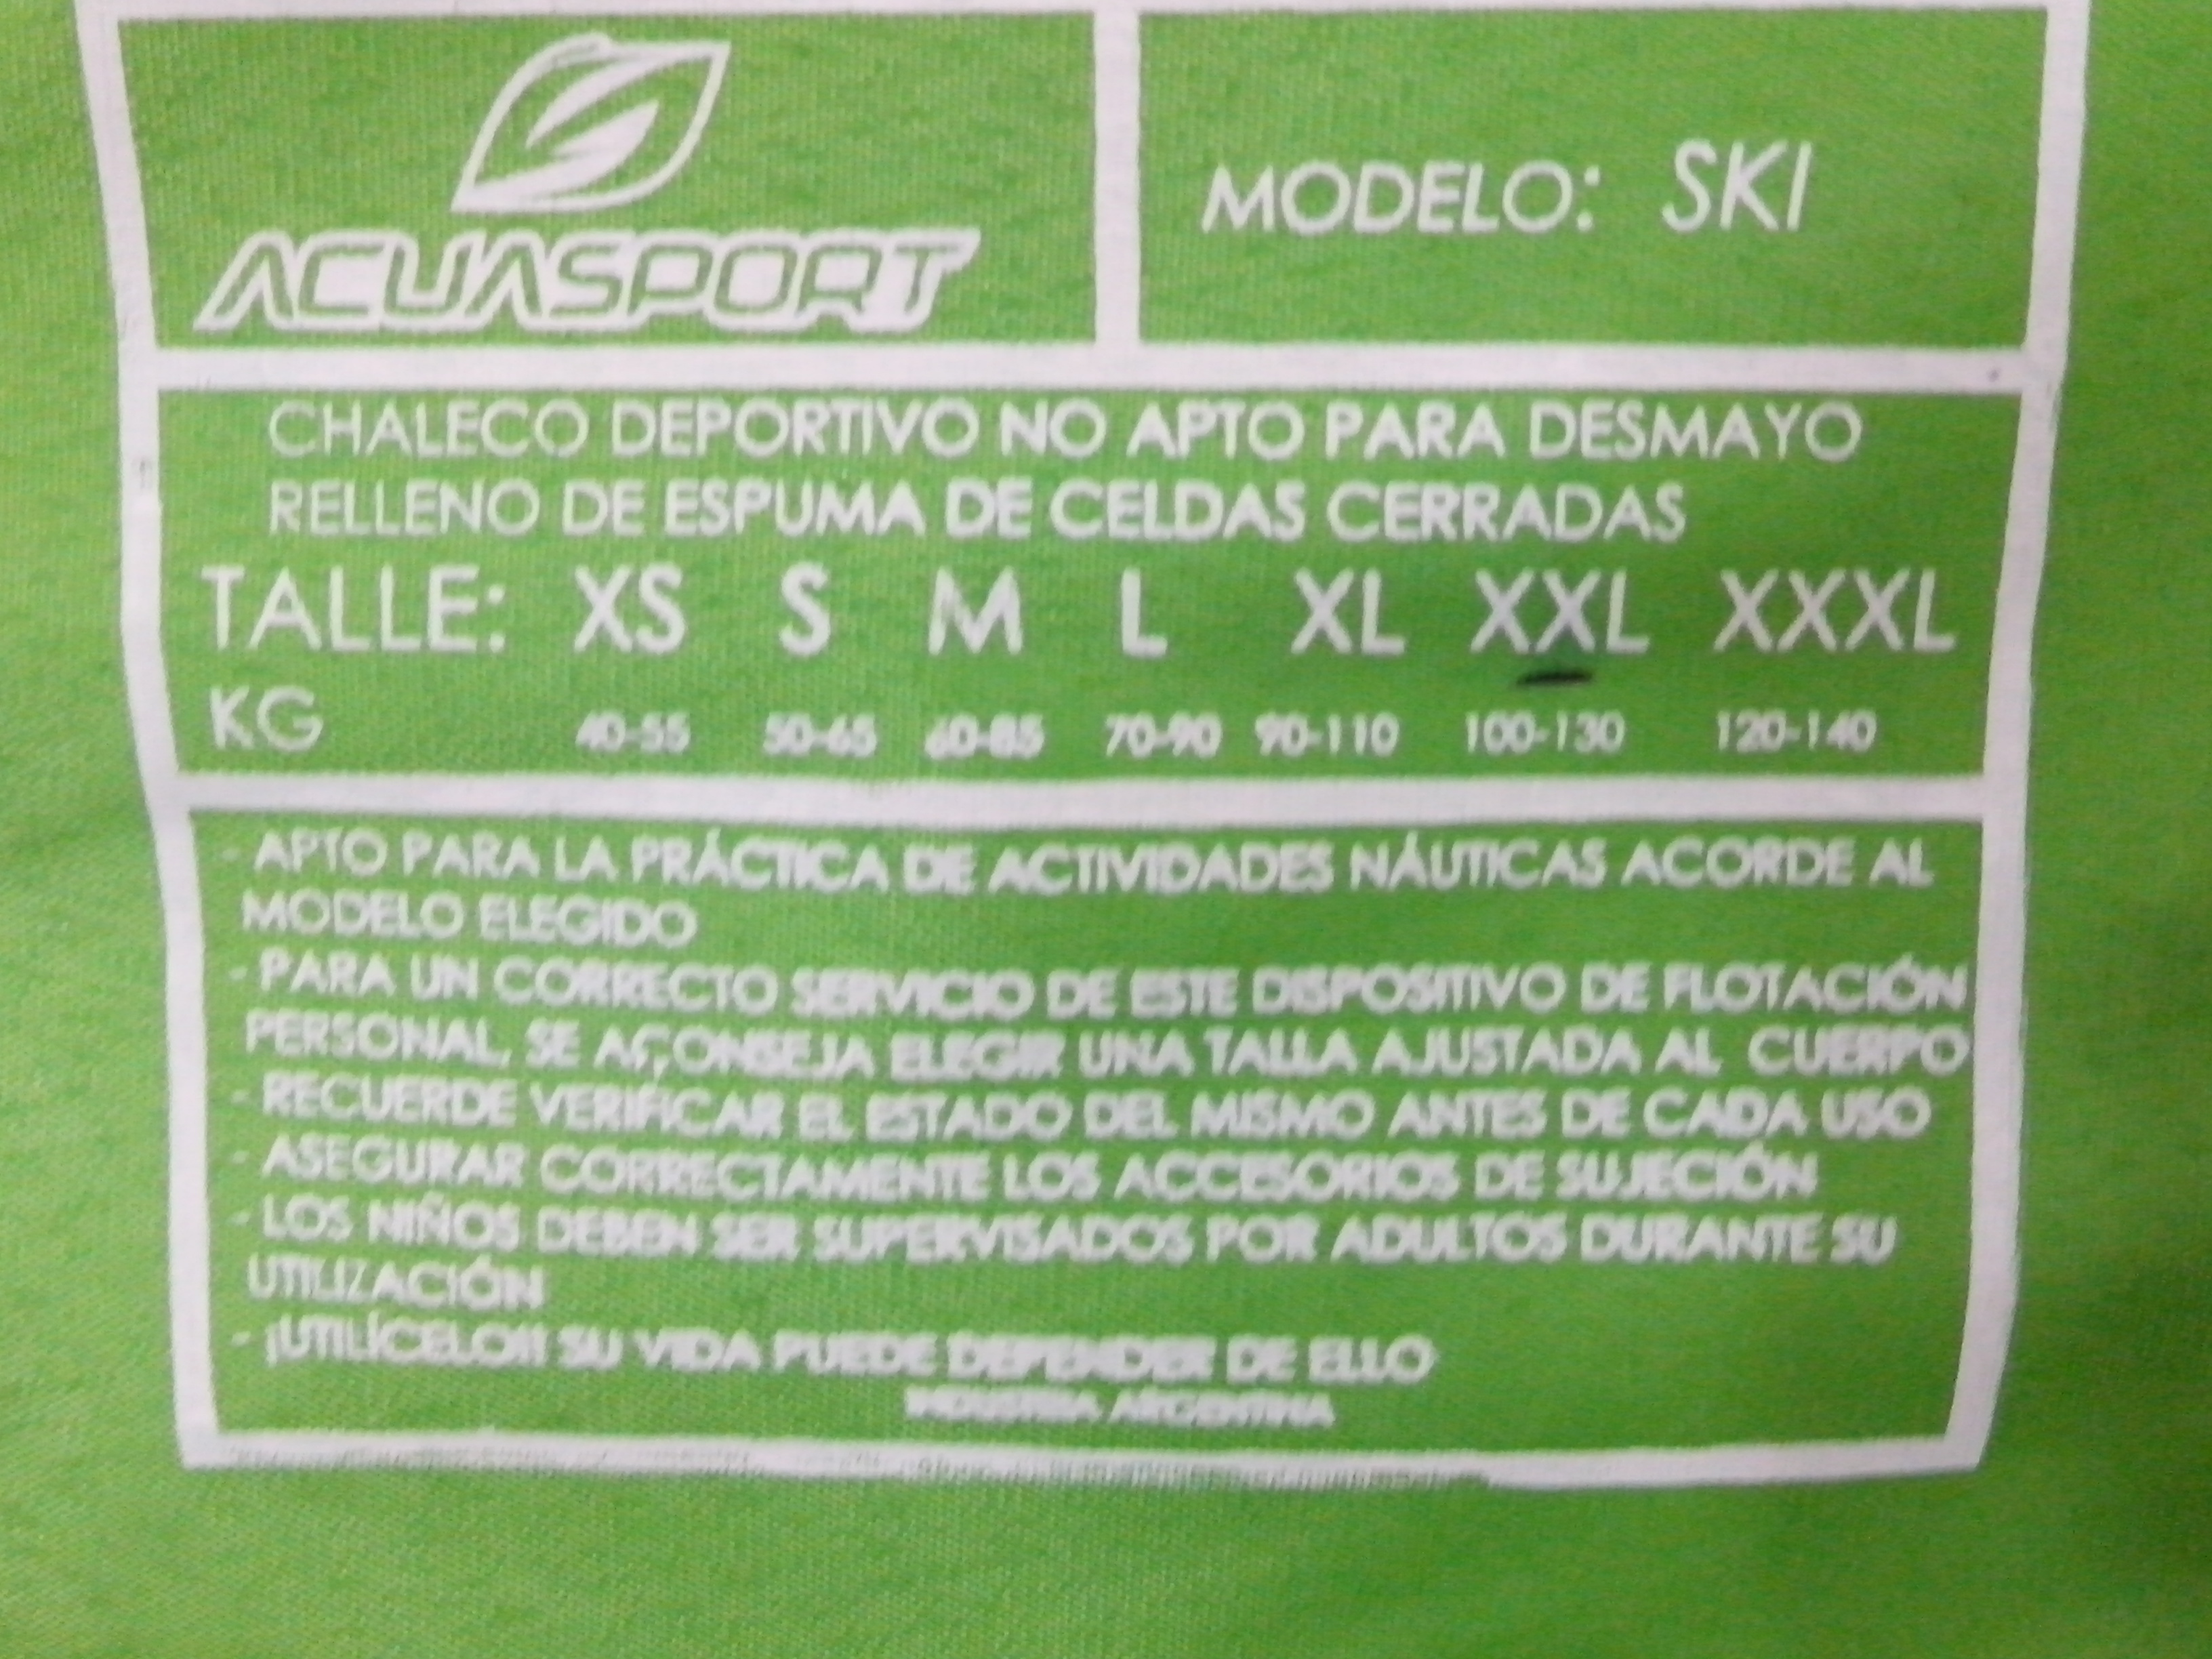 ACUASPORT
MODELO: SKI
CHALECO DEPORTIVO NO APTO PARA DESMAYO
RELLENO DE ESPUMA DE CELDAS CERRADAS
TALLE: XS S M L XL XXL XXXL
KG 40-55 50-65 60-85 70-90 90-110 100-130 120-140
- APTO PARA LA PRÁCTICA DE ACTIVIDADES NÁUTICAS ACORDE AL
MODELO ELEGIDO
- PARA UN CORRECTO SERVICIO DE ESTE DISPOSITIVO DE FLOTACIÓN
PERSONAL, SE ACONSEJA ELEGIR UNA TALLA AJUSTADA AL CUERPO
- RECUERDE VERIFICAR EL ESTADO DEL MISMO ANTES DE CADA USO
- ASEGURAR CORRECTAMENTE LOS ACCESORIOS DE SUJECIÓN
- LOS NIÑOS DEBEN SER SUPERVISADOS POR ADULTOS DURANTE SU
UTILIZACIÓN
- ¡UTILÍCELO!! SU VIDA PUEDE DEPENDER DE ELLO
INDUSTRIA ARGENTINA